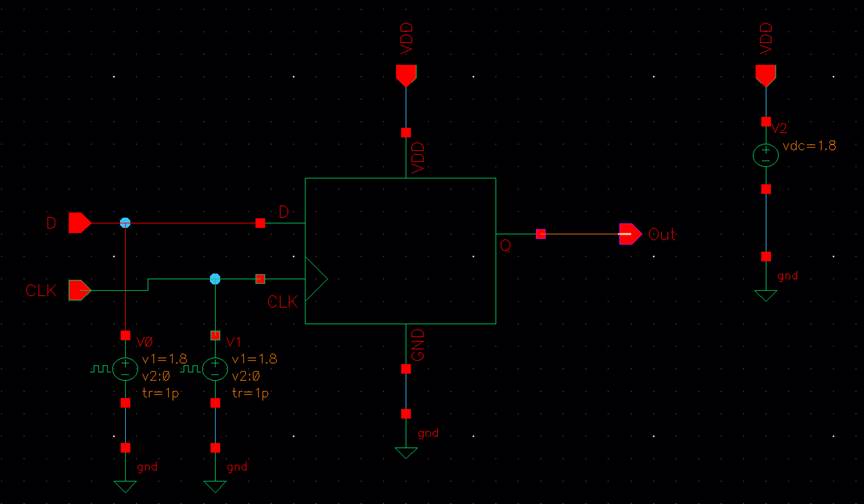 VDD
VDD
V2
vdc=1.8
VDD
D
D
Q
Out
CLK
CLK
gnd
V0
v1=1.8
v2:0
tr=1p
V1
v1=1.8
v2:0
tr=1p
GND
gnd
gnd
gnd